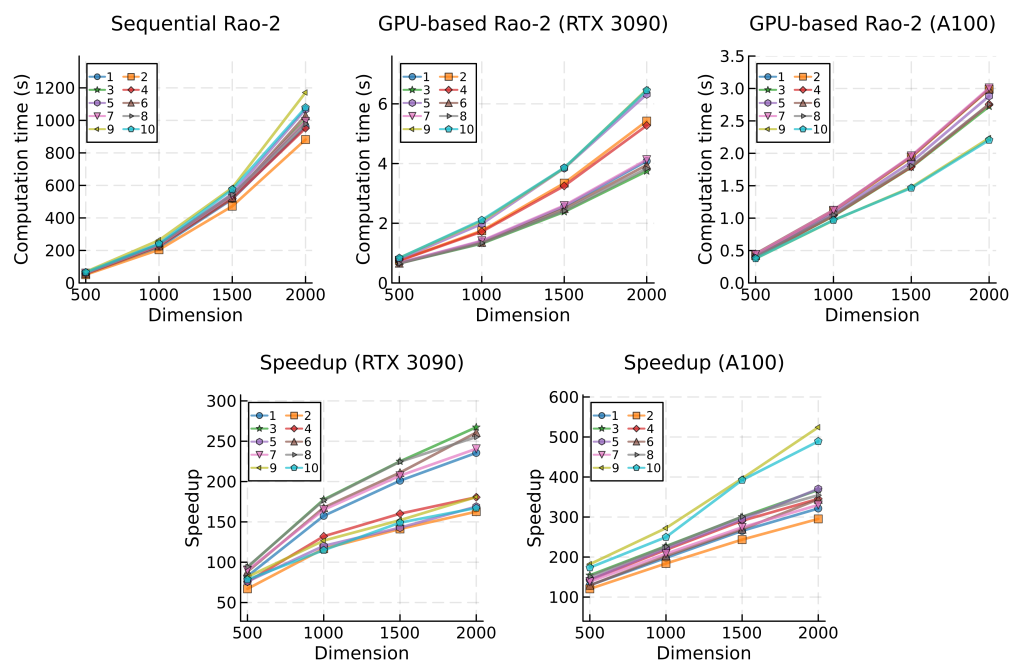 Sequential Rao-2
GPU-based Rao-2 (RTX 3090)
GPU-based Rao-2 (A100)
Computation time (s)
1200
1000
800
600
400
200
0
1 2
3 4
5 6
7 8
9 10
500 1000 1500 2000
Dimension
Computation time (s)
6
4
2
0
1 2
3 4
5 6
7 8
9 10
500 1000 1500 2000
Dimension
Computation time (s)
3.5
3.0
2.5
2.0
1.5
1.0
0.5
0.0
1 2
3 4
5 6
7 8
9 10
500 1000 1500 2000
Dimension
Speedup (RTX 3090)
Speedup (A100)
Speedup
300
250
200
150
100
50
1 2
3 4
5 6
7 8
9 10
500 1000 1500 2000
Dimension
Speedup
600
500
400
300
200
100
1 2
3 4
5 6
7 8
9 10
500 1000 1500 2000
Dimension